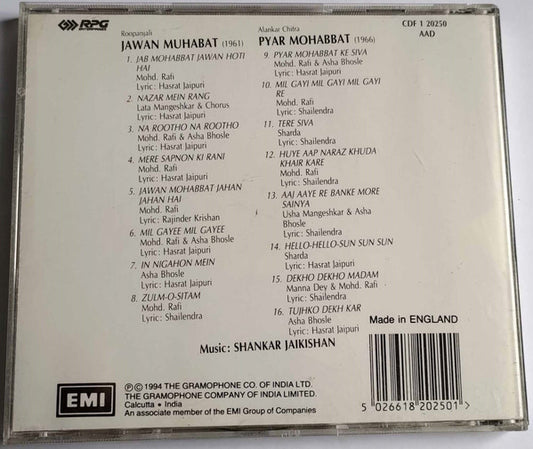 RPG
ENTERPRISES
Roopanjali
JAWAN MUHABAT (1961)
1. JAB MOHABBAT JAWAN HOTI
HAI
Mohd. Rafi
Lyric: Hasrat Jaipuri
2. NAZAR MEIN RANG
Lata Mangeshkar & Chorus
Lyric: Hasrat Jaipuri
3. NA ROOTHO NA ROOTHO
Mohd. Rafi & Asha Bhosle
Lyric: Hasrat Jaipuri
4. MERE SAPNON KI RANI
Mohd. Rafi
Lyric: Hasrat Jaipuri
5. JAWAN MOHABBAT JAHAN
JAHAN HAI
Mohd. Rafi
Lyric: Rajinder Krishan
6. MIL GAYEE MIL GAYEE
Mohd. Rafi & Asha Bhosle
Lyric: Hasrat Jaipuri
7. IN NIGAHON MEIN
Asha Bhosle
Lyric: Hasrat Jaipuri
8. ZULM-O-SITAM
Mohd. Rafi
Lyric: Shailendra
Alankar Chitra
PYAR MOHABBAT (1966)
9. PYAR MOHABBAT KE SIVA
Mohd. Rafi & Asha Bhosle
Lyric: Hasrat Jaipuri
10. MIL GAYI MIL GAYI MIL GAYI
RE
Mohd. Rafi
Lyric: Shailendra
11. TERE SIVA
Sharda
Lyric: Hasrat Jaipuri
12. HUYE AAP NARAZ KHUDA
KHAIR KARE
Mohd. Rafi
Lyric: Shailendra
13. AAJ AAYE RE BANKE MORE
SAINYA
Usha Mangeshkar & Asha
Bhosle
Lyric: Shailendra
14. HELLO-HELLO-SUN SUN SUN
Sharda
Lyric: Hasrat Jaipuri
15. DEKHO DEKHO MADAM
Manna Dey & Mohd. Rafi
Lyric: Shailendra
16. TUJHKO DEKH KAR
Asha Bhosle
Lyric: Hasrat Jaipuri
CDF 1 20250
AAD
Music: SHANKAR JAIKISHAN
Made in ENGLAND
EMI
Ⓟ©1994 THE GRAMOPHONE CO. OF INDIA LTD.
THE GRAMOPHONE COMPANY OF INDIA LIMITED.
Calcutta • India
An associate member of the EMI Group of Companies
5 026618 202501 >